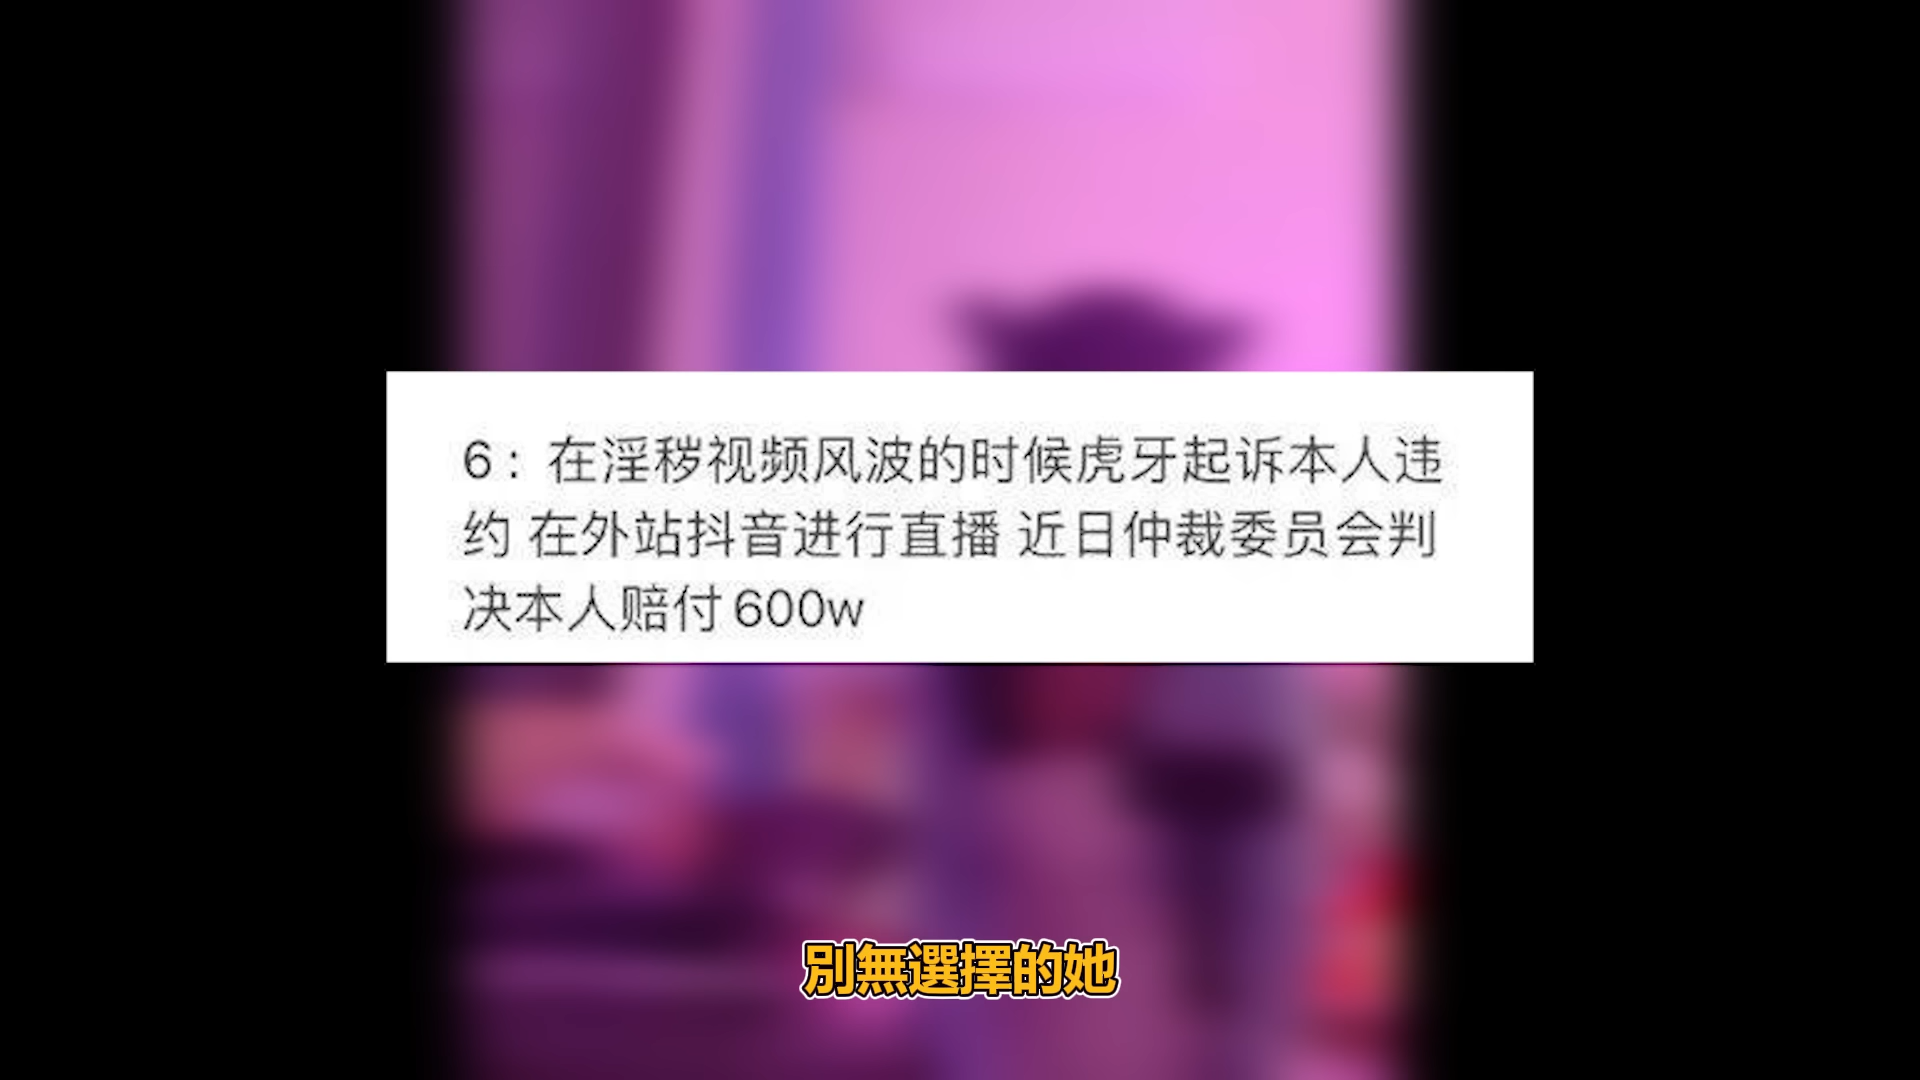 6：在淫秽视频风波的时候虎牙起诉本人违
约 在外站抖音进行直播 近日仲裁委员会判
决本人赔付600w
別無選擇的她